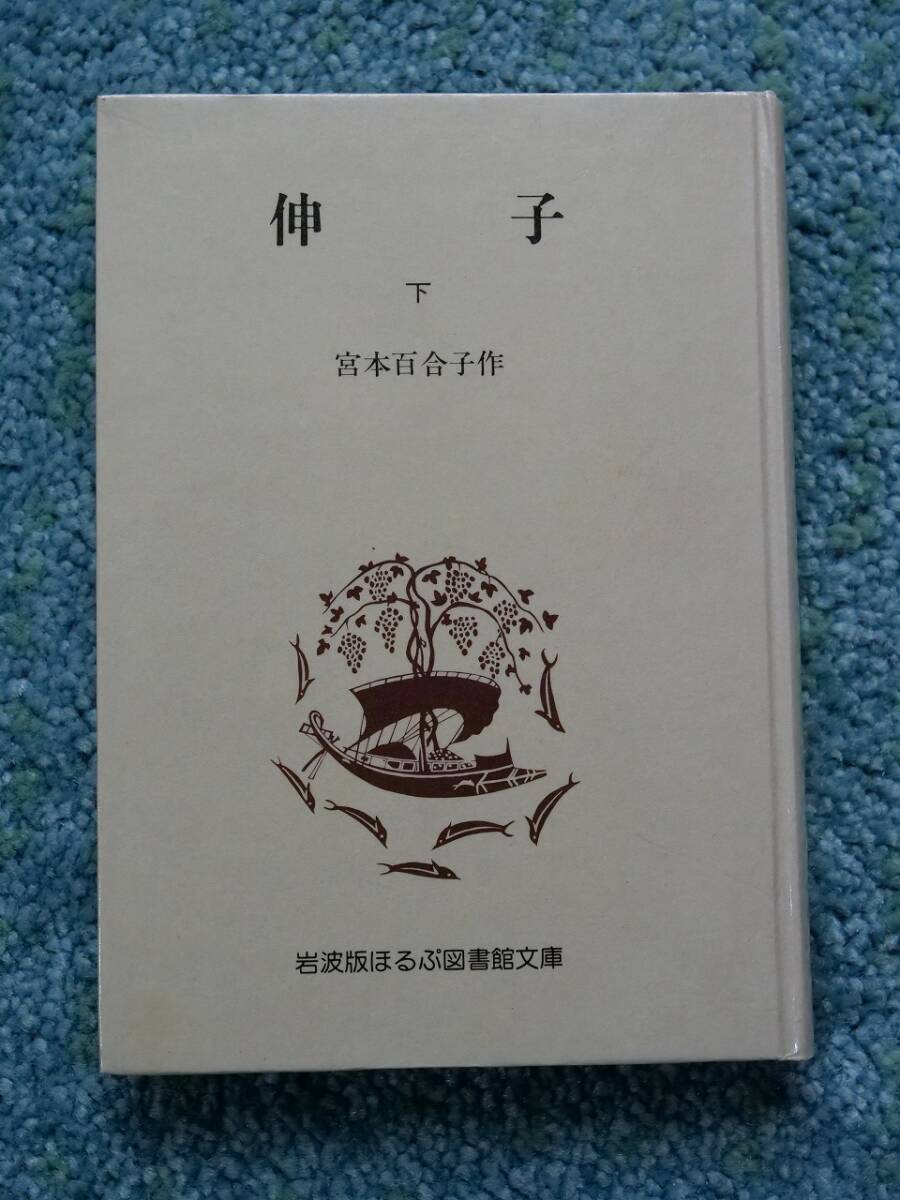 伸子
下
宮本百合子作
岩波版ほるぷ図書館文庫